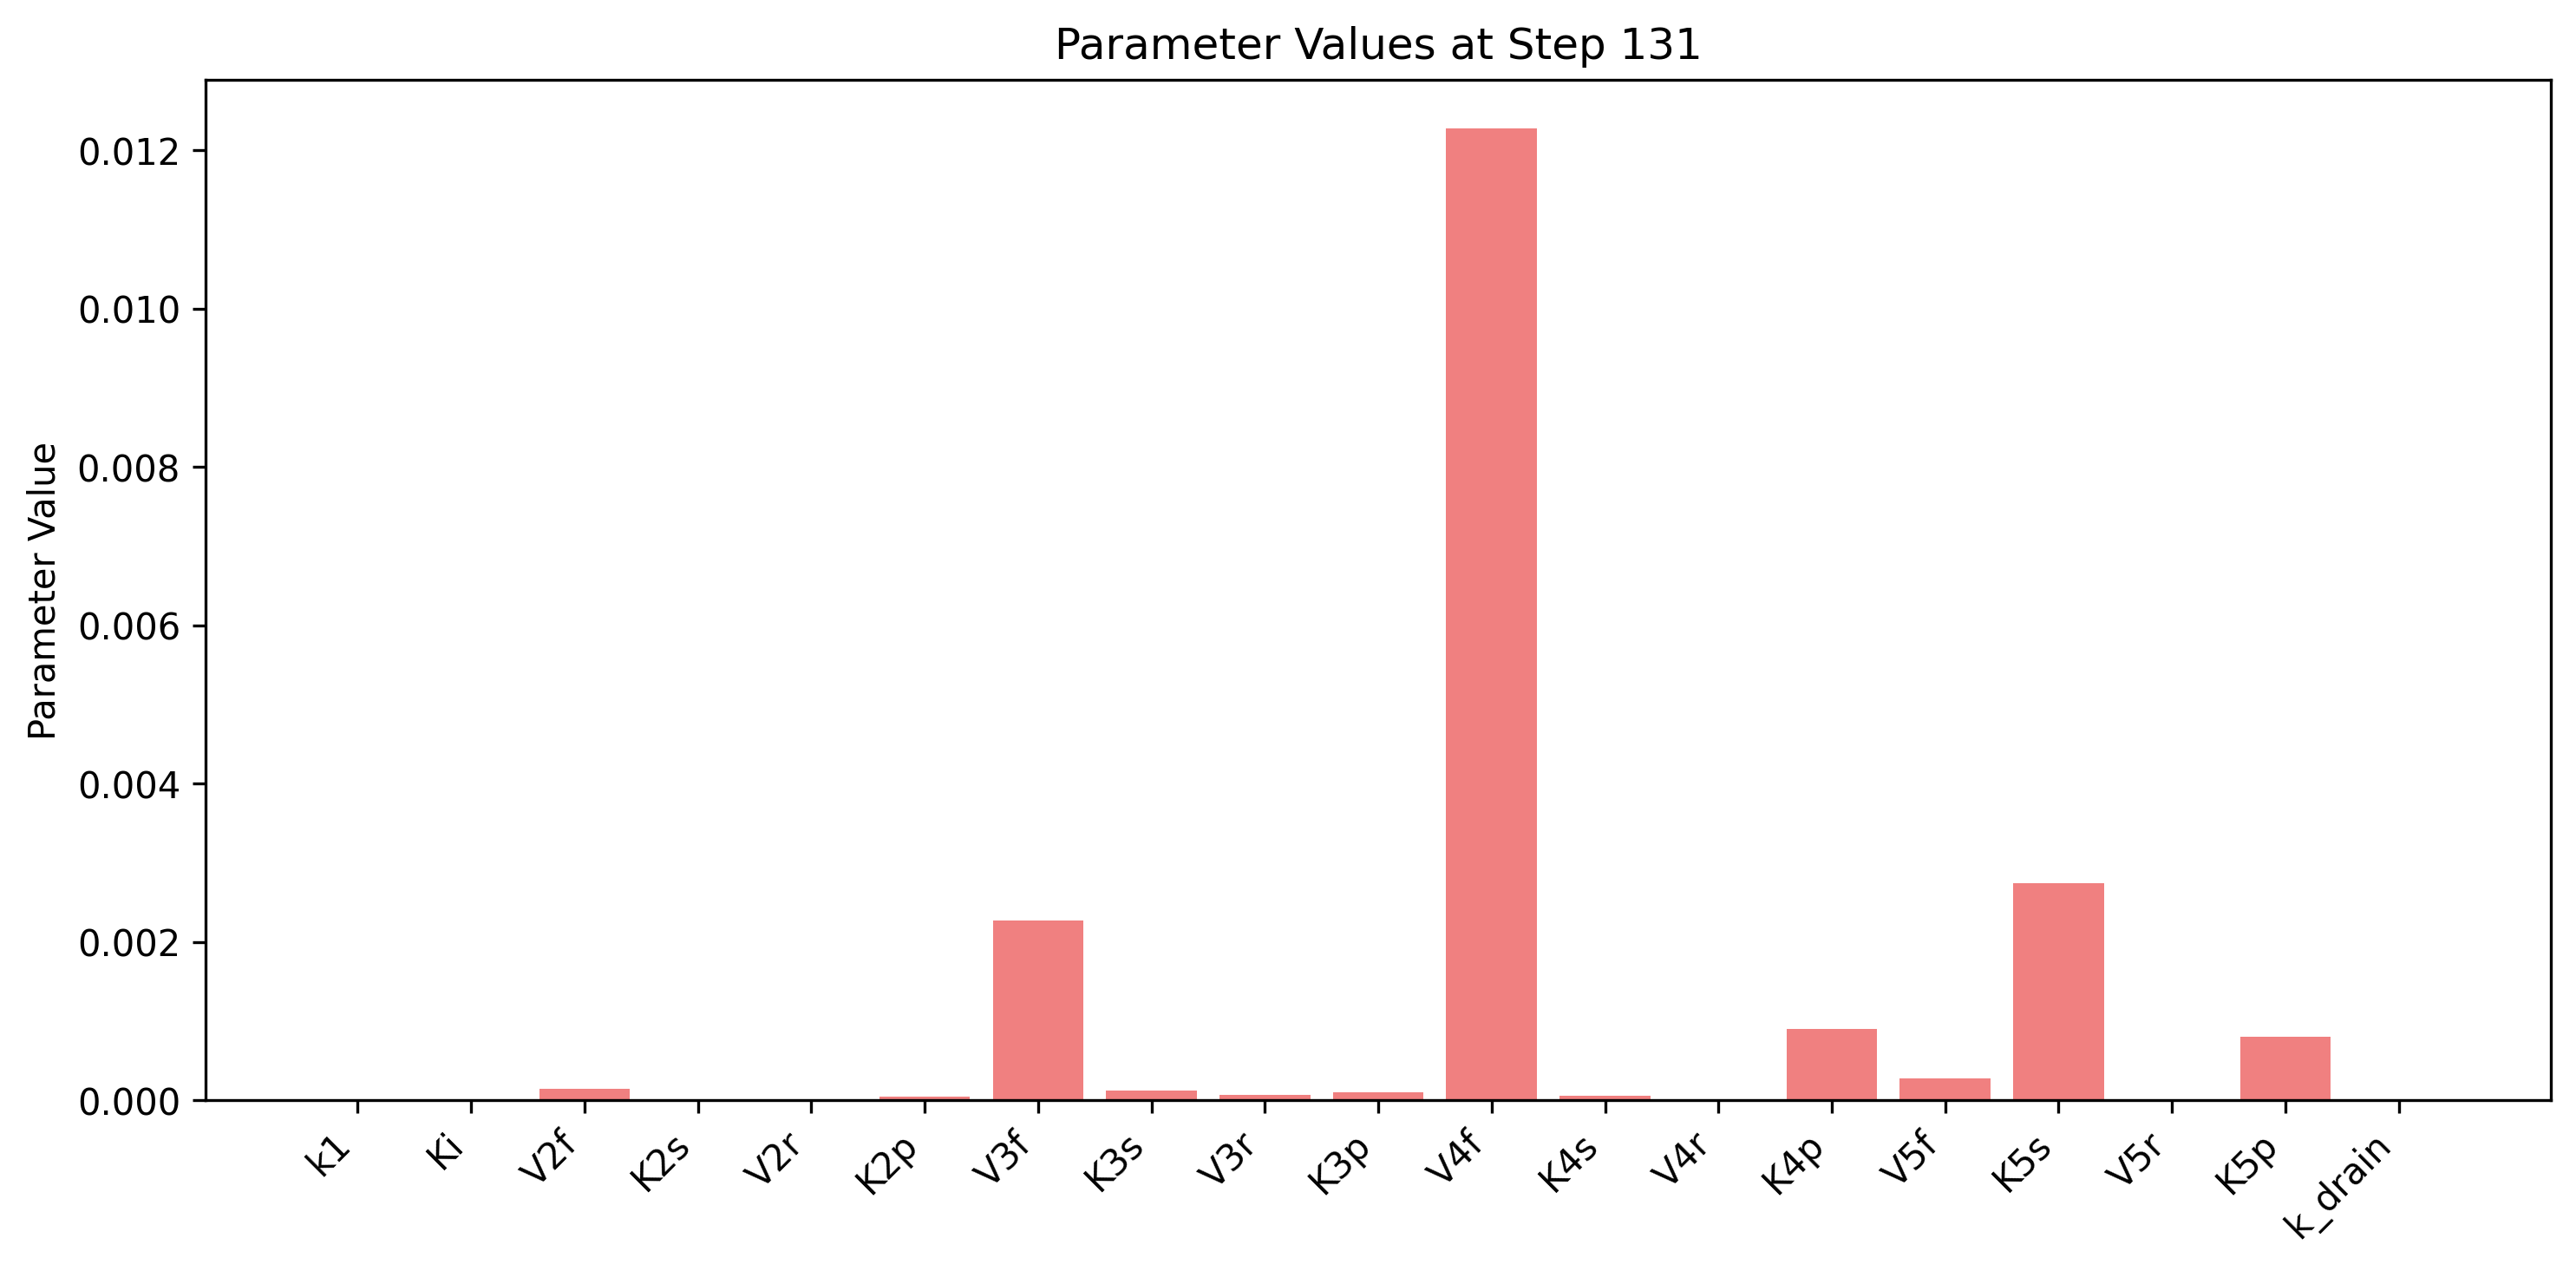 Parameter Values at Step 131
Parameter Value
0.012
0.010
0.008
0.006
0.004
0.002
0.000
k1
Ki
V2f
K2s
V2r
K2p
V3f
K3s
V3r
K3p
V4f
K4s
V4r
K4p
V5f
K5s
V5r
K5p
k_drain